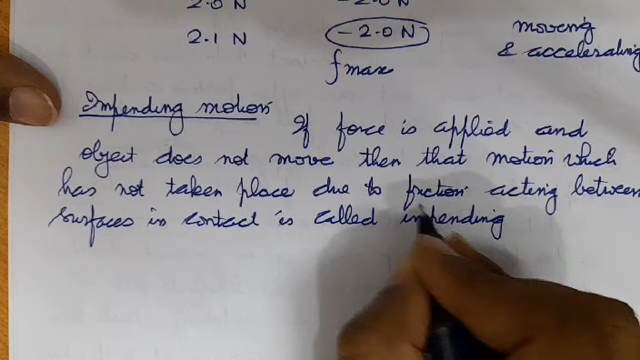 2.0 N -2.0 N
2.1 N -2.0 N moving
& accelerating
fmax
Impending motion: If force is applied and
object does not move then that motion which
has not taken place due to friction acting between
surfaces in contact is called impending